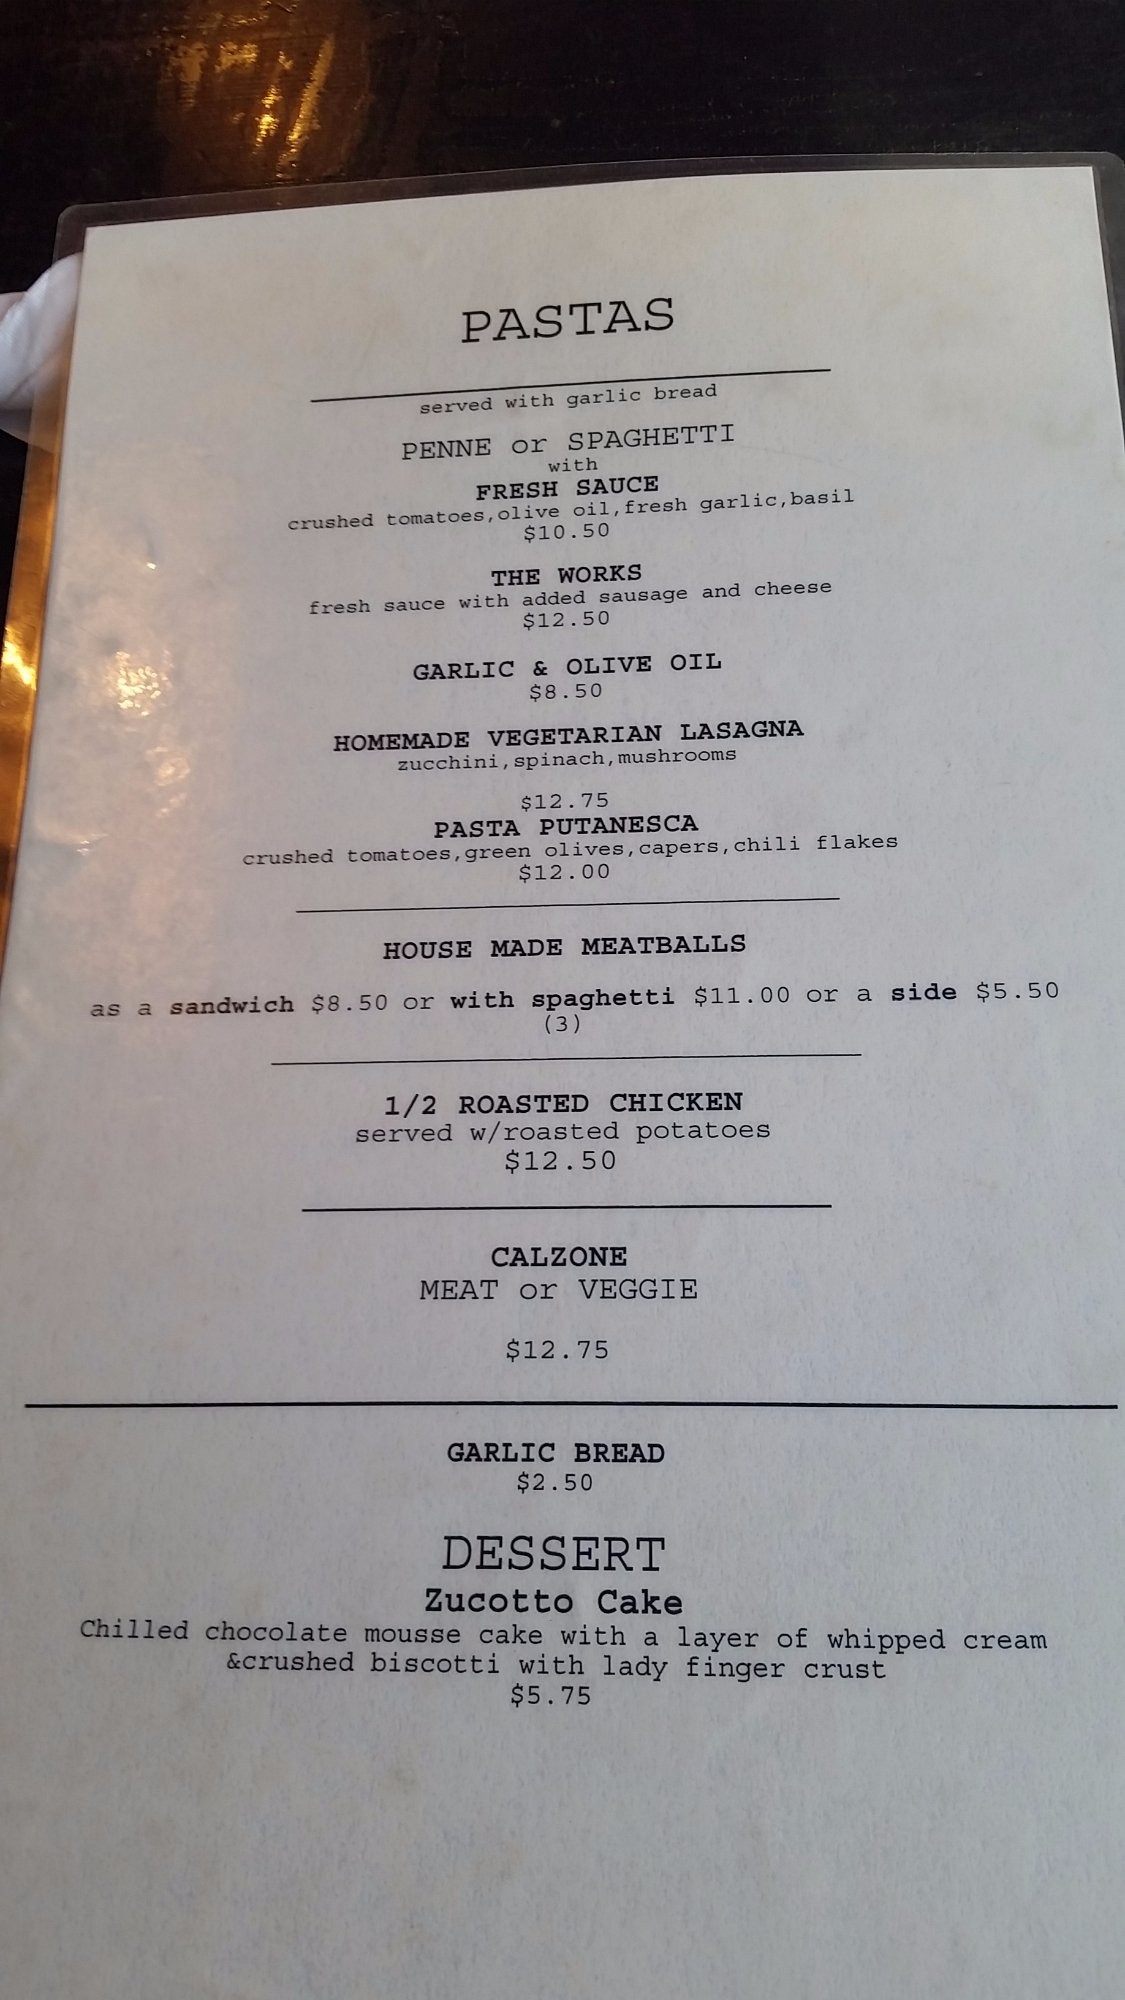 PASTAS
served with garlic bread
PENNE or SPAGHETTI
with
FRESH SAUCE
crushed tomatoes,olive oil,fresh garlic,basil
$10.50
THE WORKS
fresh sauce with added sausage and cheese
$12.50
GARLIC & OLIVE OIL
$8.50
HOMEMADE VEGETARIAN LASAGNA
zucchini,spinach,mushrooms
$12.75
PASTA PUTANESCA
crushed tomatoes,green olives,capers,chili flakes
$12.00
HOUSE MADE MEATBALLS
as a sandwich $8.50 or with spaghetti $11.00 or a side $5.50
(3)
1/2 ROASTED CHICKEN
served w/roasted potatoes
$12.50
CALZONE
MEAT or VEGGIE
$12.75
GARLIC BREAD
$2.50
DESSERT
Zucotto Cake
Chilled chocolate mousse cake with a layer of whipped cream
&crushed biscotti with lady finger crust
$5.75